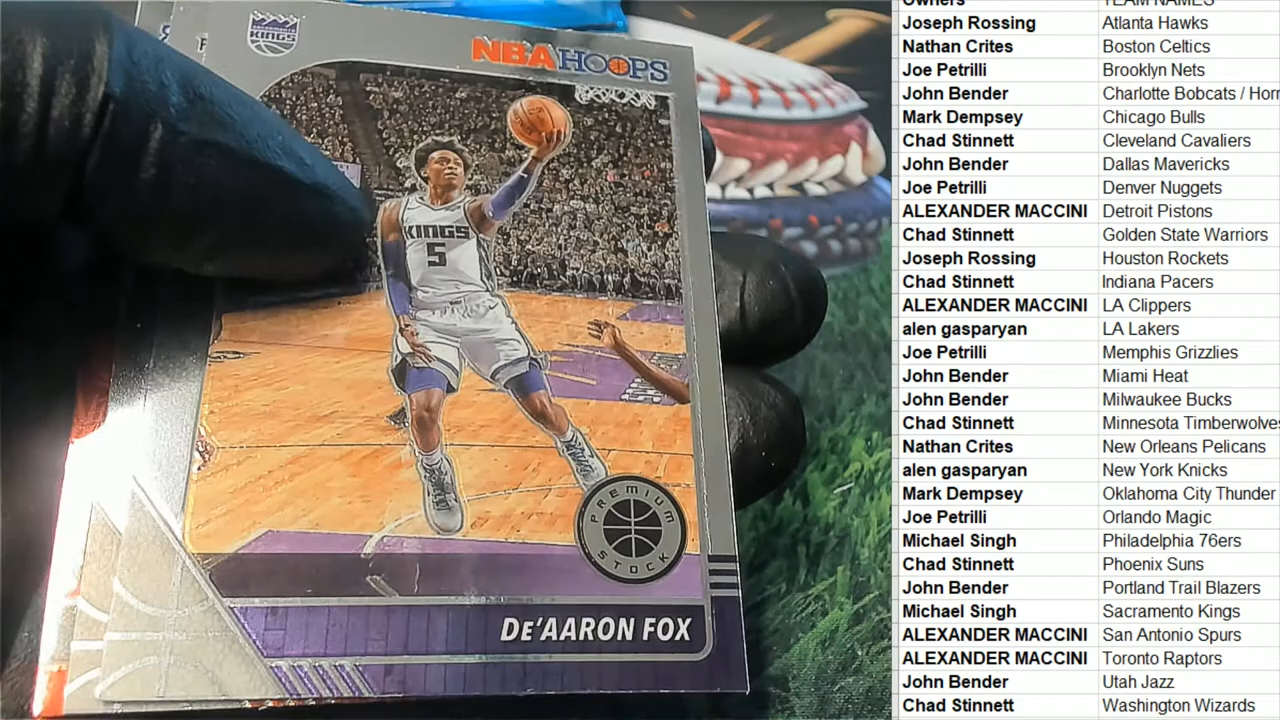 KINGS
NBA HOOPS
KINGS
5
PREMIUM STOCK
DE'AARON FOX
Owners TEAM NAMES
Joseph Rossing Atlanta Hawks
Nathan Crites Boston Celtics
Joe Petrilli Brooklyn Nets
John Bender Charlotte Bobcats / Horr
Mark Dempsey Chicago Bulls
Chad Stinnett Cleveland Cavaliers
John Bender Dallas Mavericks
Joe Petrilli Denver Nuggets
ALEXANDER MACCINI Detroit Pistons
Chad Stinnett Golden State Warriors
Joseph Rossing Houston Rockets
Chad Stinnett Indiana Pacers
ALEXANDER MACCINI LA Clippers
alen gasparyan LA Lakers
Joe Petrilli Memphis Grizzlies
John Bender Miami Heat
John Bender Milwaukee Bucks
Chad Stinnett Minnesota Timberwolves
Nathan Crites New Orleans Pelicans
alen gasparyan New York Knicks
Mark Dempsey Oklahoma City Thunder
Joe Petrilli Orlando Magic
Michael Singh Philadelphia 76ers
Chad Stinnett Phoenix Suns
John Bender Portland Trail Blazers
Michael Singh Sacramento Kings
ALEXANDER MACCINI San Antonio Spurs
ALEXANDER MACCINI Toronto Raptors
John Bender Utah Jazz
Chad Stinnett Washington Wizards